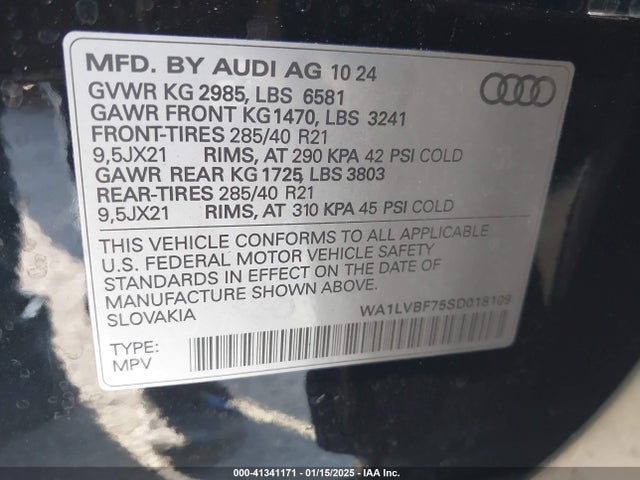 MFD. BY AUDI AG 10 24
GVWR KG 2985, LBS 6581
GAWR FRONT KG1470, LBS 3241
FRONT-TIRES 285/40 R21
9,5JX21 RIMS, AT 290 KPA 42 PSI COLD
GAWR REAR KG 1725 LBS 3803
REAR-TIRES 285/40 R21
9,5JX21 RIMS, AT 310 KPA 45 PSI COLD
THIS VEHICLE CONFORMS TO ALL APPLICABLE
U.S. FEDERAL MOTOR VEHICLE SAFETY
STANDARDS IN EFFECT ON THE DATE OF
MANUFACTURE SHOWN ABOVE.
SLOVAKIA
WA1LVBF75SD018109
TYPE:
MPV
000-41341171 - 01/15/2025 - IAA Inc.